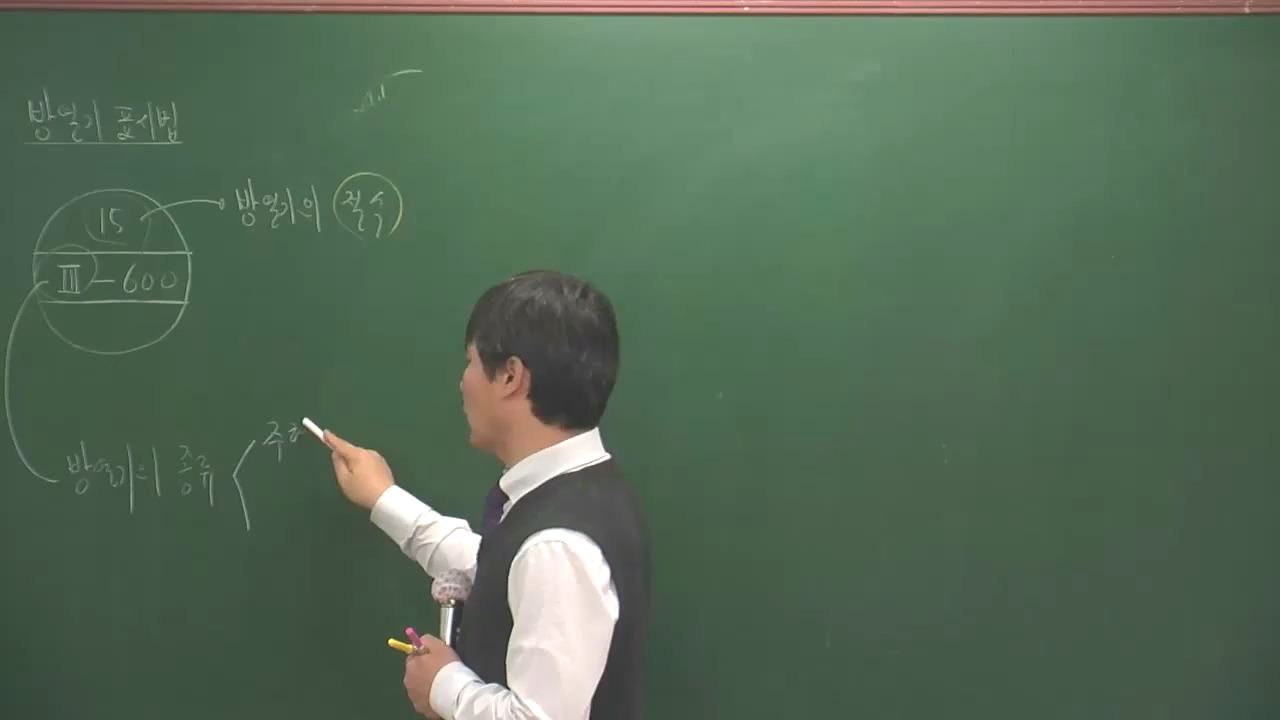 방열기 표시법
15
방열기의 절수
Ⅲ-600
방열기의 종류
주